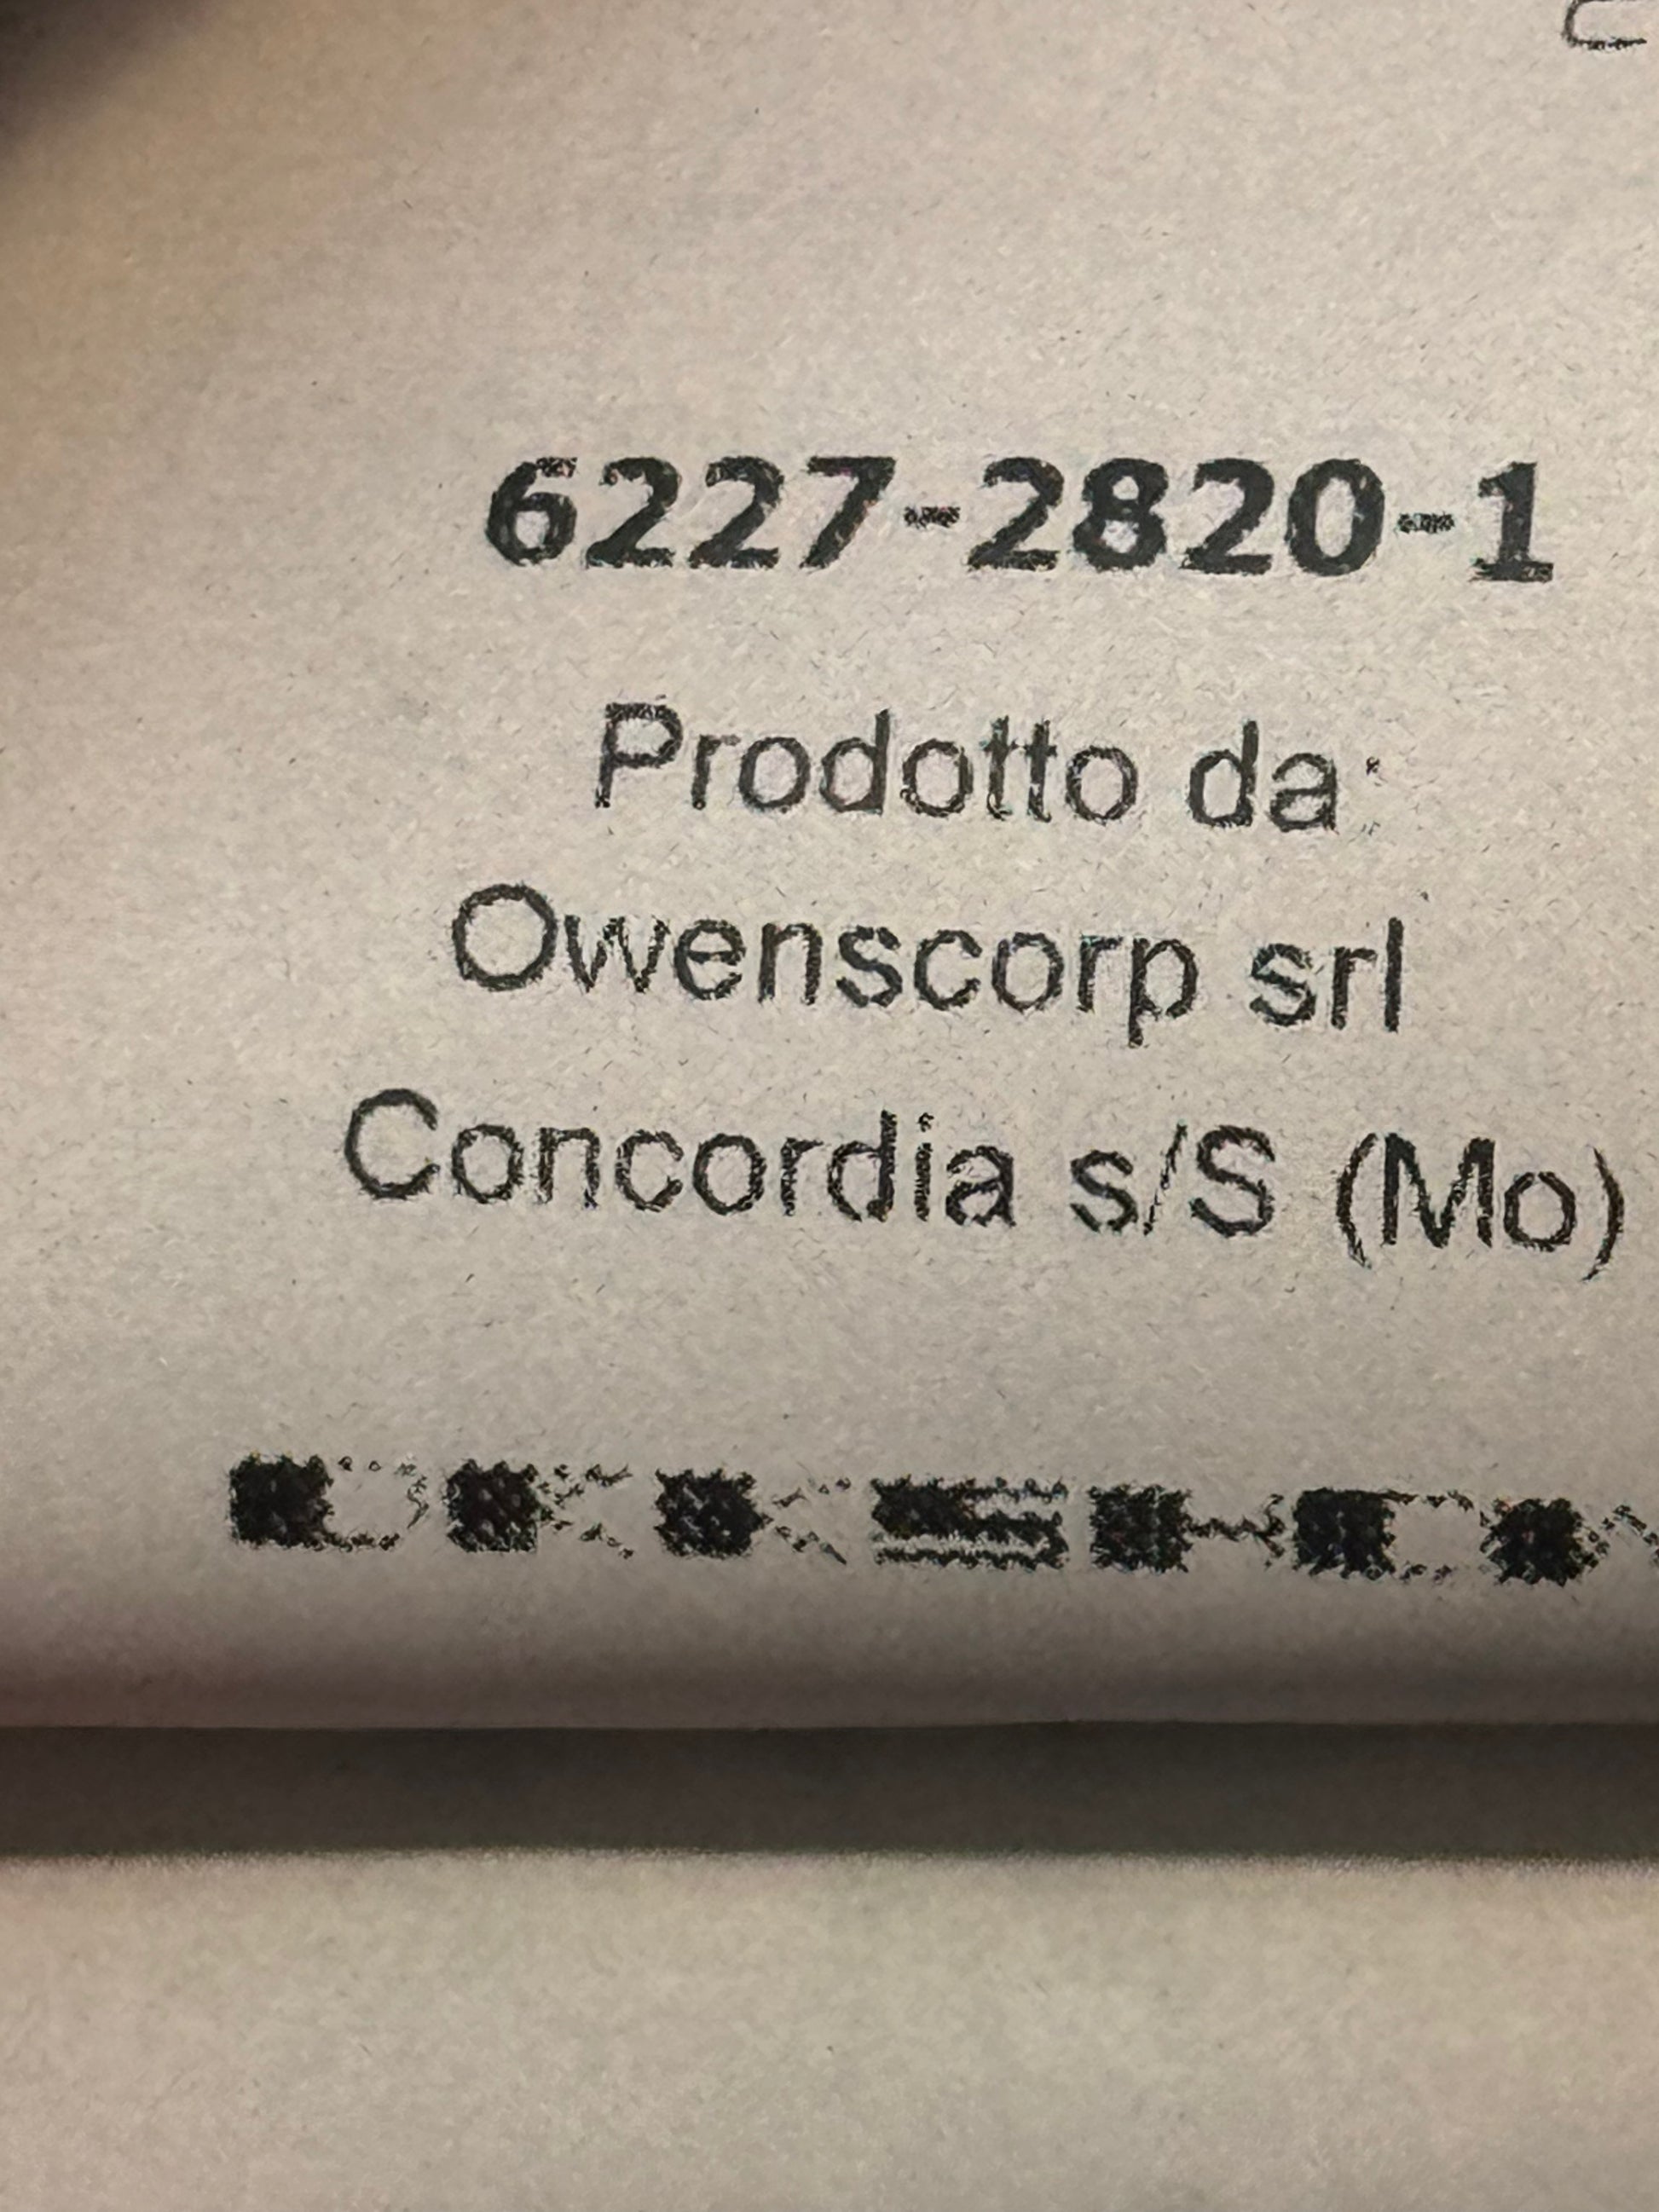 6227-2820-1
Prodotto da:
Owenscorp srl
Concordia s/S (Mo)